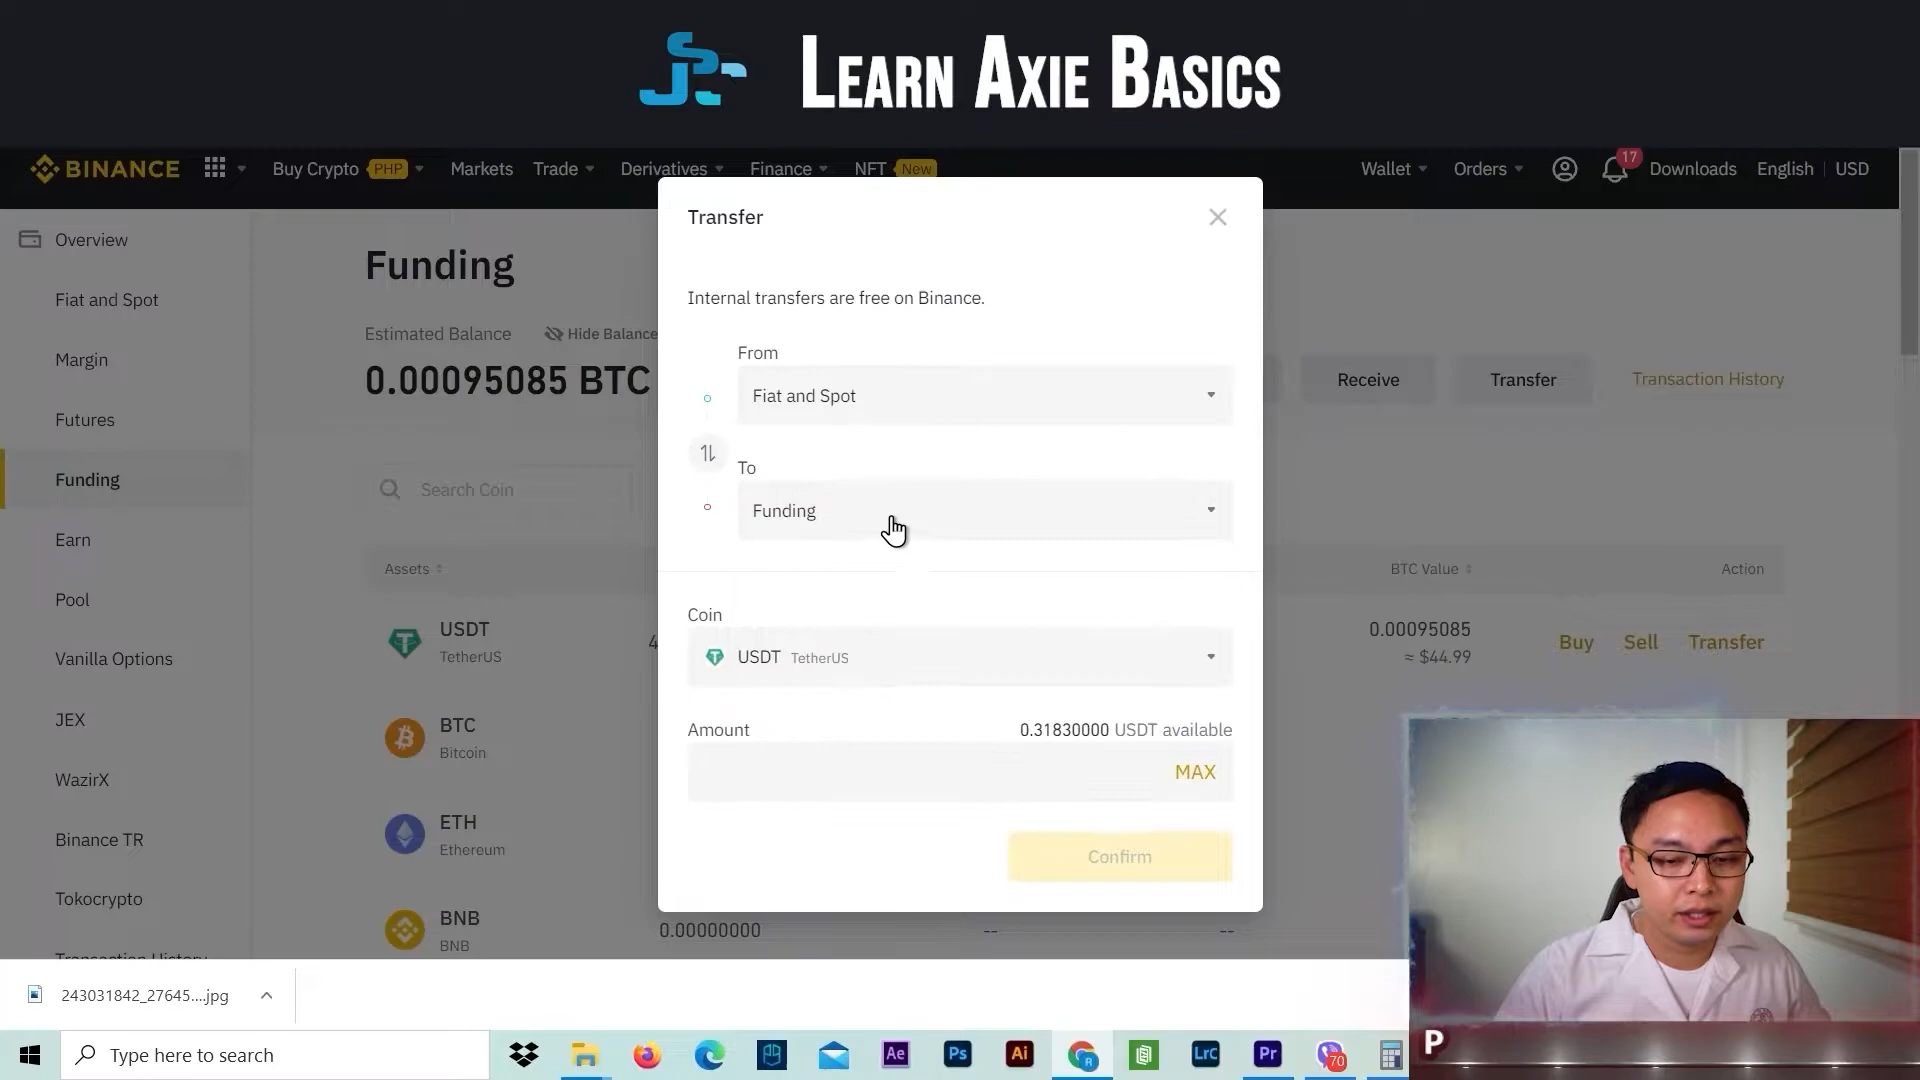 LEARN AXIE BASICS
BINANCE
Buy Crypto PHP
Markets
Trade
Derivatives
Finance
NFT New
Wallet
Orders
17
Downloads
English
USD
Overview
Fiat and Spot
Margin
Futures
Funding
Earn
Pool
Vanilla Options
JEX
WazirX
Binance TR
Tokocrypto
Transaction History
Funding
Estimated Balance
Hide Balance
0.00095085 BTC
Receive
Transfer
Transaction History
Search Coin
Assets
BTC Value
Action
USDT
TetherUS
4
0.00095085
≈ $44.99
Buy
Sell
Transfer
BTC
Bitcoin
ETH
Ethereum
BNB
BNB
0.00000000
--
--
Transfer
Internal transfers are free on Binance.
From
Fiat and Spot
To
Funding
Coin
USDT TetherUS
Amount
0.31830000 USDT available
MAX
Confirm
243031842_27645....jpg
Type here to search
Ae
Ps
Ai
R
LrC
Pr
70
P